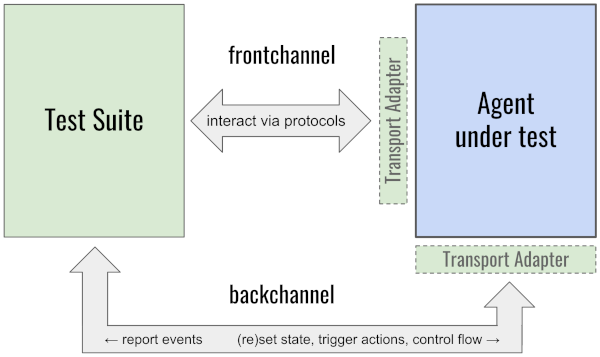 frontchannel
Test Suite
interact via protocols
Transport Adapter
Agent
under test
Transport Adapter
backchannel
← report events
(re)set state, trigger actions, control flow →